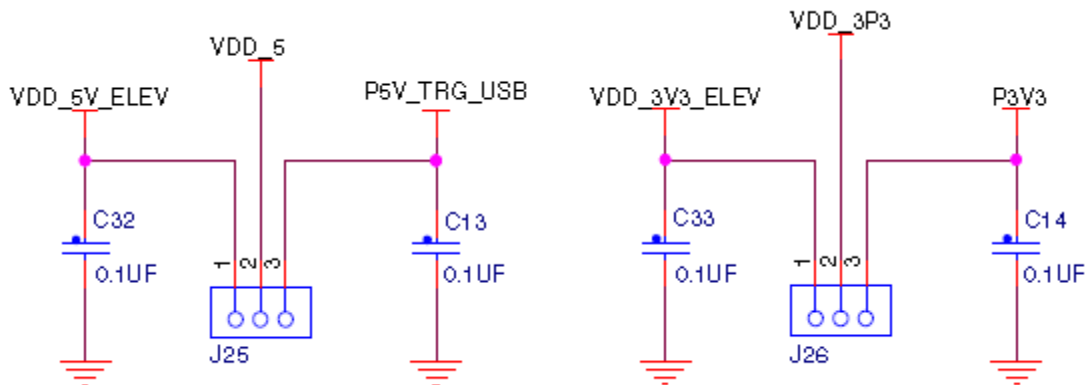 VDD_5
VDD_5V_ELEV
P5V_TRG_USB
C32
0.1UF
C13
0.1UF
1
2
3
J25
VDD_3P3
VDD_3V3_ELEV
P3V3
C33
0.1UF
C14
0.1UF
1
2
3
J26